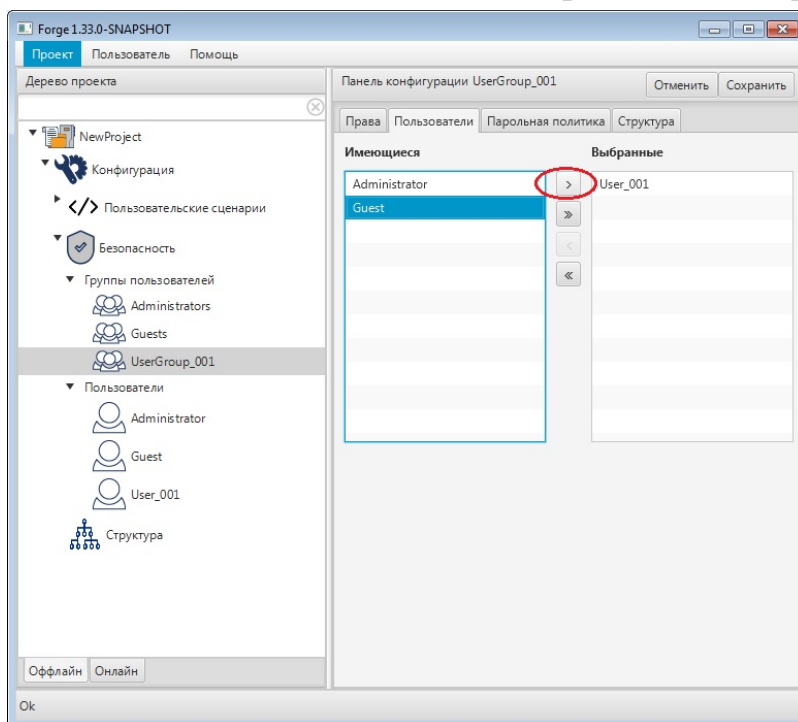 Forge 1.33.0-SNAPSHOT
Проект Пользователь Помощь
Дерево проекта
NewProject
Конфигурация
</> Пользовательские сценарии
Безопасность
Группы пользователей
Administrators
Guests
UserGroup_001
Пользователи
Administrator
Guest
User_001
Структура
Оффлайн Онлайн
Панель конфигурации UserGroup_001 Отменить Сохранить
Права Пользователи Парольная политика Структура
Имеющиеся Выбранные
Administrator > User_001
Guest »
<
«
Ok